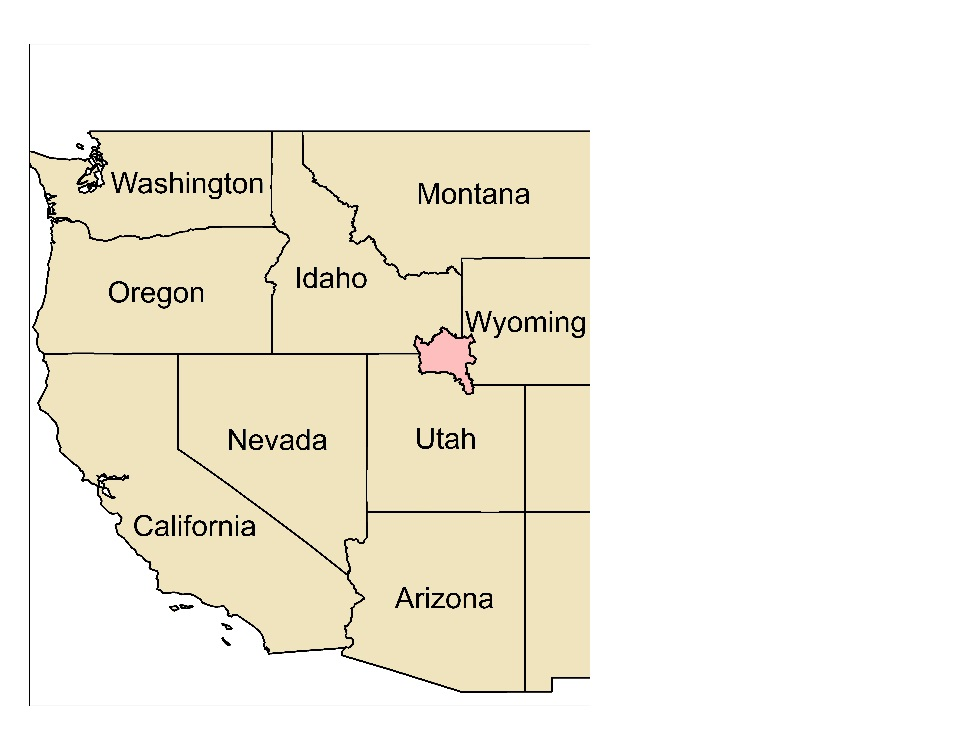 Washington
Montana
Idaho
Oregon
Wyoming
Nevada
Utah
California
Arizona